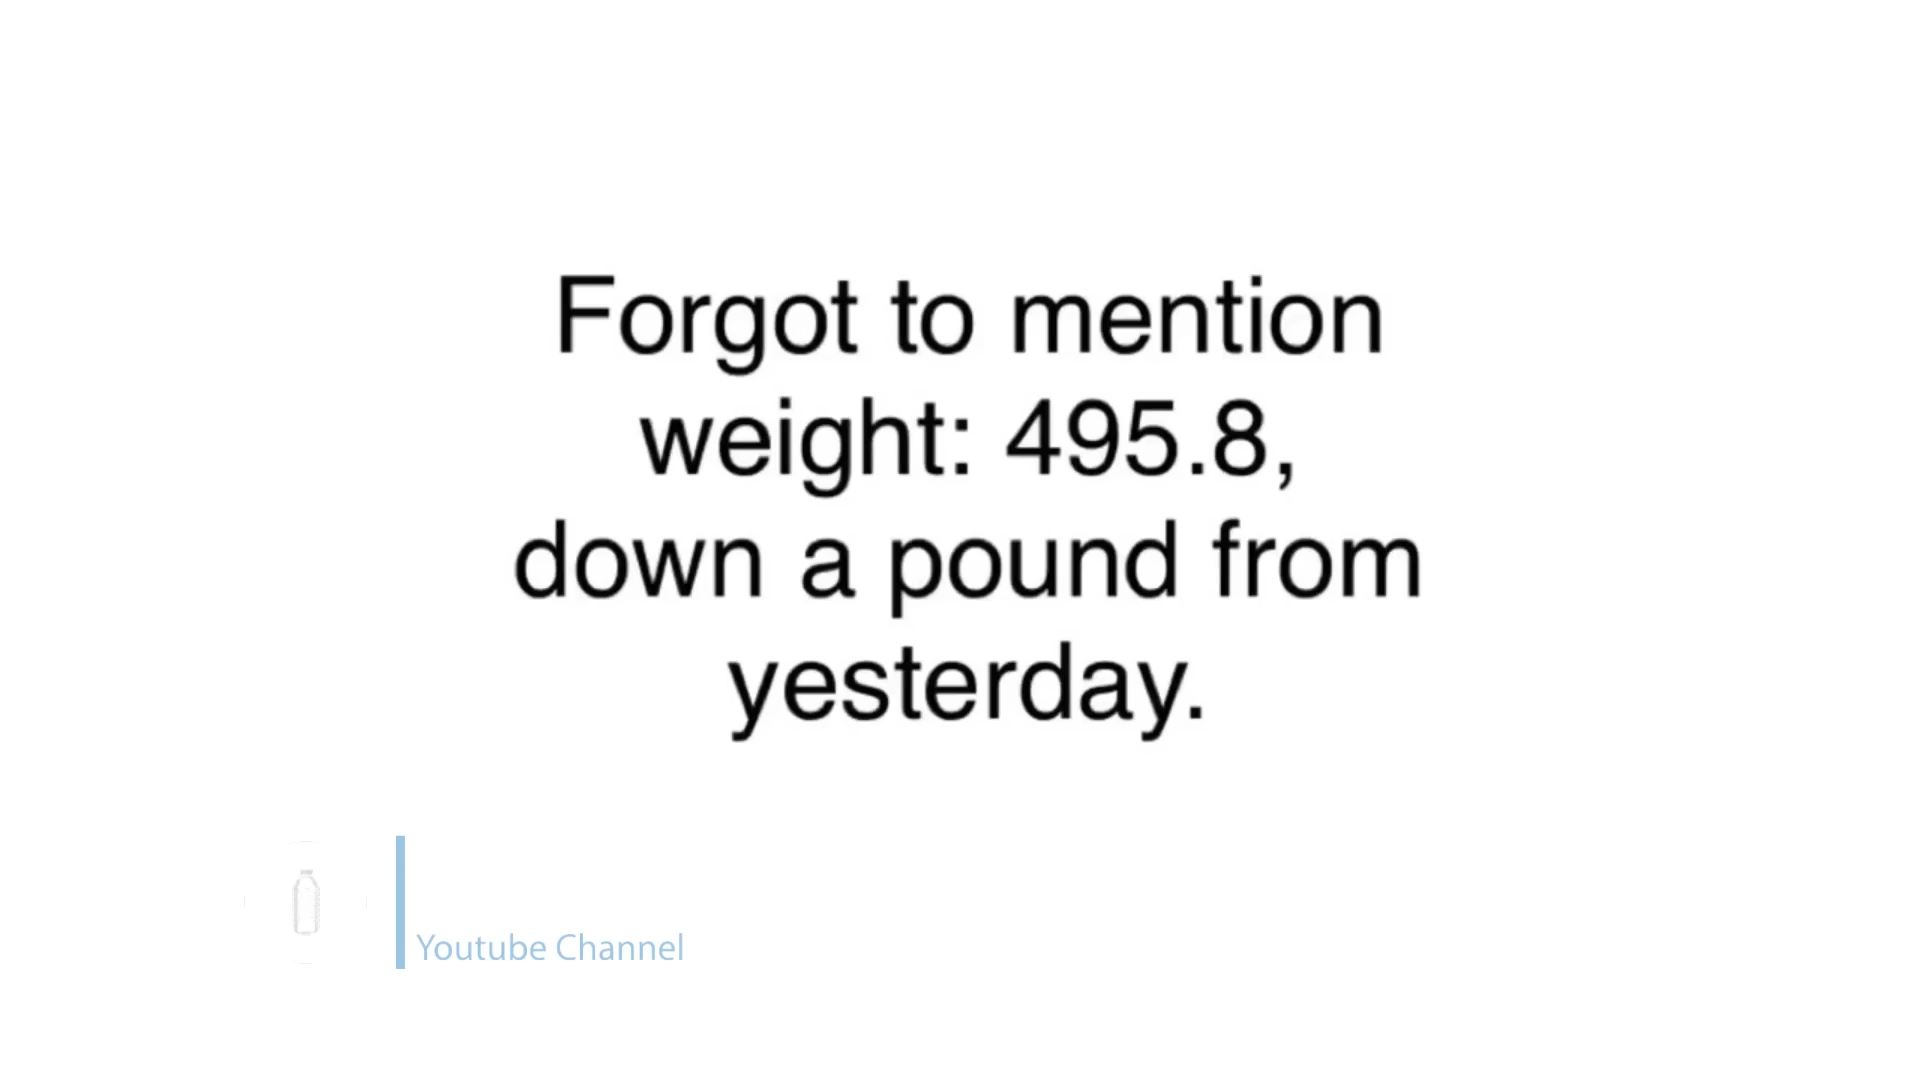 Forgot to mention
weight: 495.8,
down a pound from
yesterday.
Youtube Channel